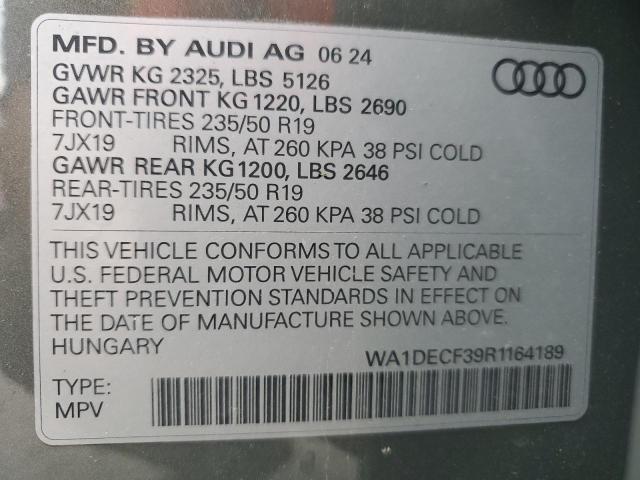 MFD. BY AUDI AG 06 24
GVWR KG 2325, LBS 5126
GAWR FRONT KG 1220, LBS 2690
FRONT-TIRES 235/50 R19
7JX19 RIMS, AT 260 KPA 38 PSI COLD
GAWR REAR KG1200, LBS 2646
REAR-TIRES 235/50 R19
7JX19 RIMS, AT 260 KPA 38 PSI COLD
THIS VEHICLE CONFORMS TO ALL APPLICABLE
U.S. FEDERAL MOTOR VEHICLE SAFETY AND
THEFT PREVENTION STANDARDS IN EFFECT ON
THE DATE OF MANUFACTURE SHOWN ABOVE.
HUNGARY WA1DECF39R1164189
TYPE:
MPV